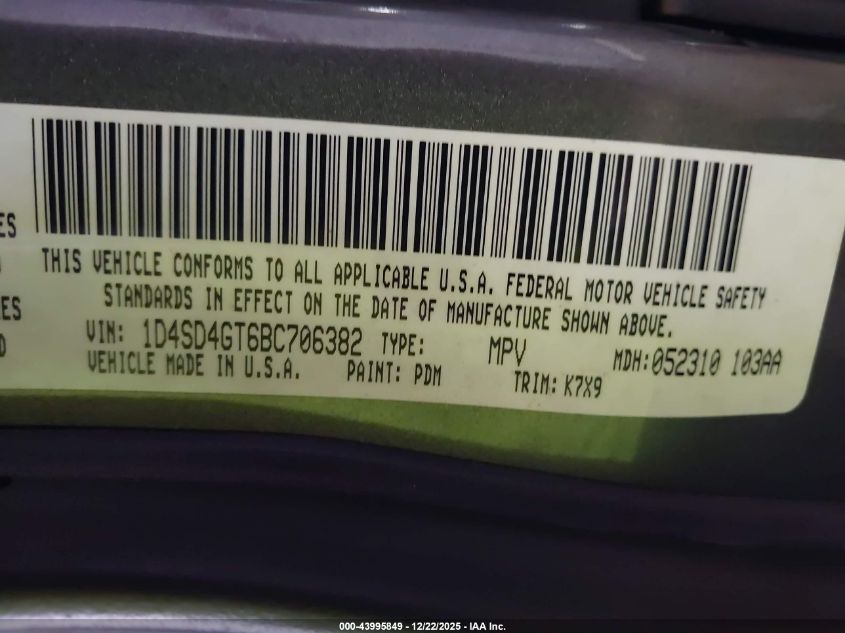 ES
THIS VEHICLE CONFORMS TO ALL APPLICABLE U.S.A. FEDERAL MOTOR VEHICLE SAFETY
STANDARDS IN EFFECT ON THE DATE OF MANUFACTURE SHOWN ABOVE.
ES
VIN: 1D4SD4GT6BC706382 TYPE: MPV MDH:052310 103AA
D
VEHICLE MADE IN U.S.A. PAINT: PDM TRIM: K7X9
000-43995849 - 12/22/2025 - IAA Inc.